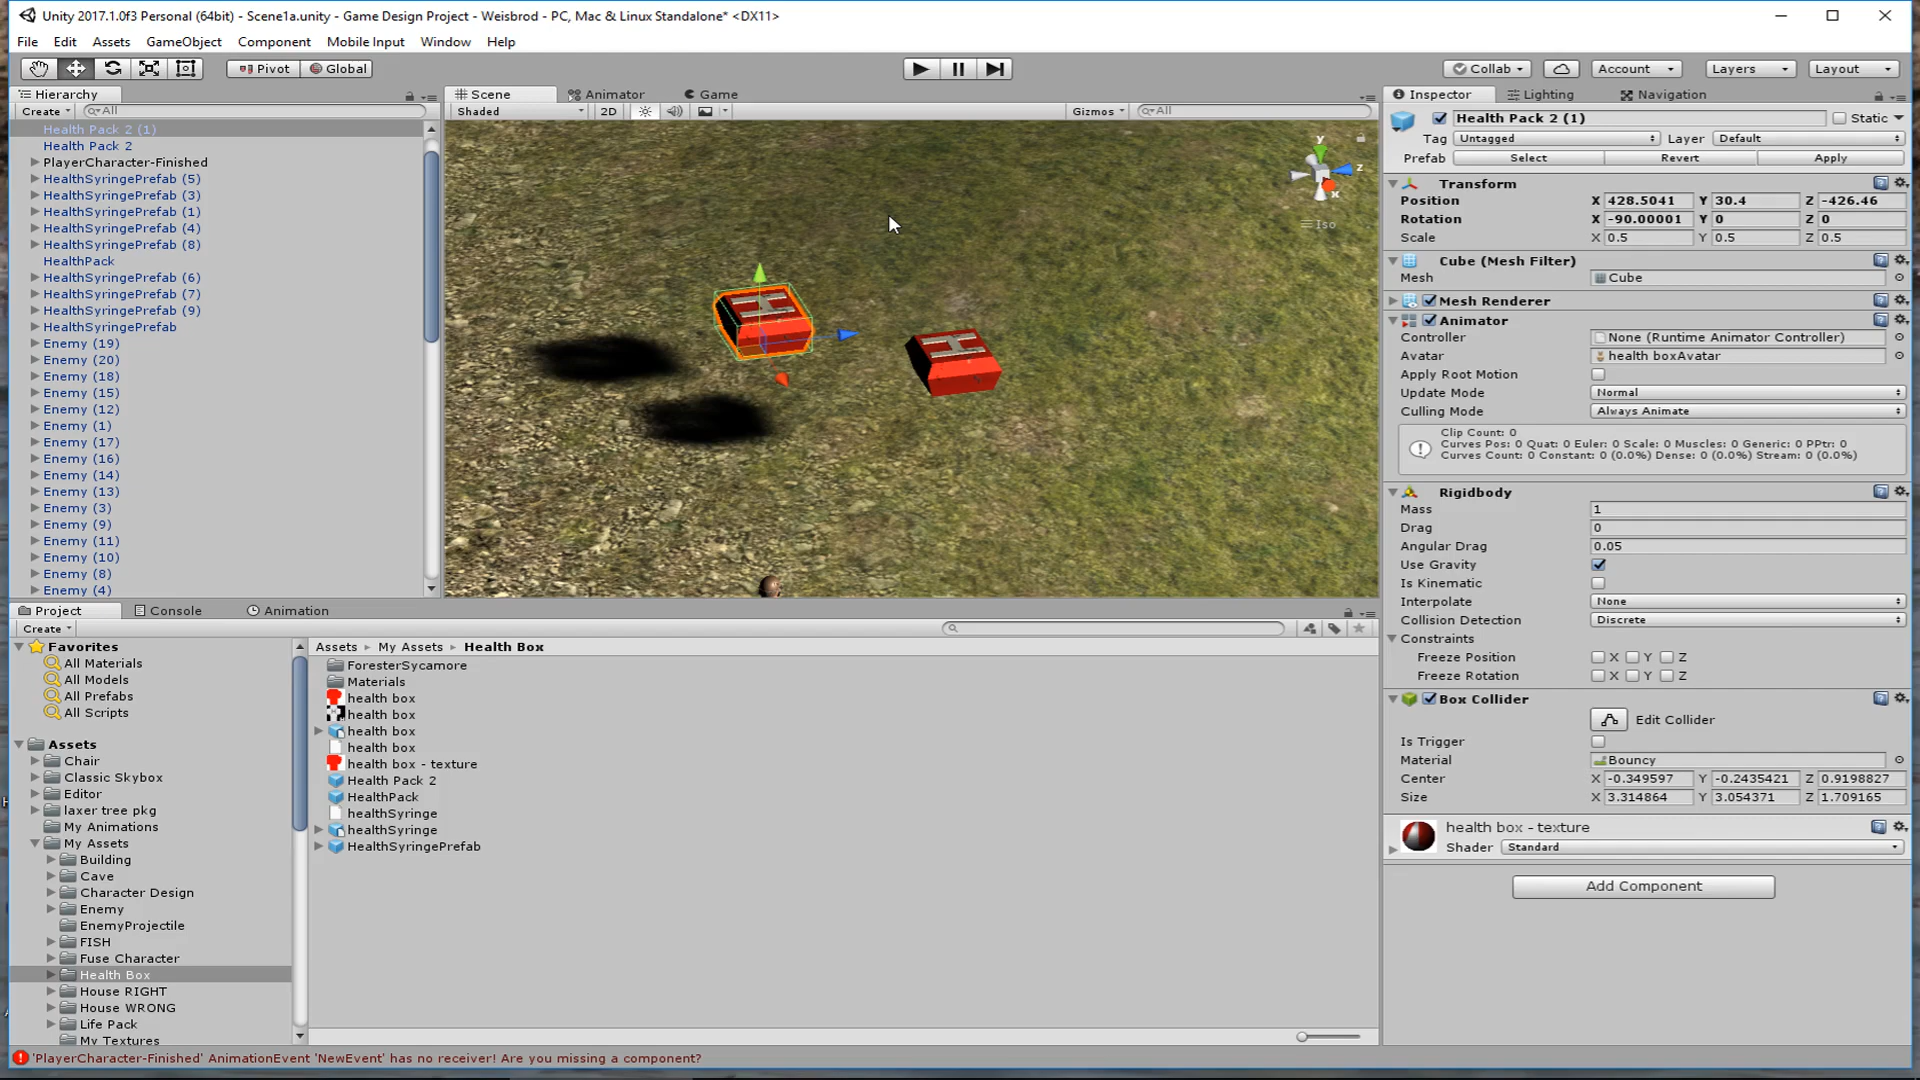 Unity 2017.1.0f3 Personal (64bit) - Scene1a.unity - Game Design Project - Weisbrod - PC, Mac & Linux Standalone* <DX11>
File Edit Assets GameObject Component Mobile Input Window Help
Pivot Global Collab Account Layers Layout
Hierarchy
Create All
Health Pack 2 (1)
Health Pack 2
PlayerCharacter-Finished
HealthSyringePrefab (5)
HealthSyringePrefab (3)
HealthSyringePrefab (1)
HealthSyringePrefab (4)
HealthSyringePrefab (8)
HealthPack
HealthSyringePrefab (6)
HealthSyringePrefab (7)
HealthSyringePrefab (9)
HealthSyringePrefab
Enemy (19)
Enemy (20)
Enemy (18)
Enemy (15)
Enemy (12)
Enemy (1)
Enemy (17)
Enemy (16)
Enemy (14)
Enemy (13)
Enemy (3)
Enemy (9)
Enemy (11)
Enemy (10)
Enemy (8)
Enemy (4)
Scene Animator Game
Shaded 2D Gizmos All
y
z
x
Iso
H
H
Inspector Lighting Navigation
Health Pack 2 (1) Static
Tag Untagged Layer Default
Prefab Select Revert Apply
Transform
Position X 428.5041 Y 30.4 Z -426.46
Rotation X -90.00001 Y 0 Z 0
Scale X 0.5 Y 0.5 Z 0.5
Cube (Mesh Filter)
Mesh Cube
Mesh Renderer
Animator
Controller None (Runtime Animator Controller)
Avatar health boxAvatar
Apply Root Motion
Update Mode Normal
Culling Mode Always Animate
Clip Count: 0
Curves Pos: 0 Quat: 0 Euler: 0 Scale: 0 Muscles: 0 Generic: 0 PPtr: 0
Curves Count: 0 Constant: 0 (0.0%) Dense: 0 (0.0%) Stream: 0 (0.0%)
Rigidbody
Mass 1
Drag 0
Angular Drag 0.05
Use Gravity
Is Kinematic
Interpolate None
Collision Detection Discrete
Constraints
Freeze Position X Y Z
Freeze Rotation X Y Z
Box Collider
Edit Collider
Is Trigger
Material Bouncy
Center X -0.349597 Y -0.2435421 Z 0.9198827
Size X 3.314864 Y 3.054371 Z 1.709165
health box - texture
Shader Standard
Add Component
Project Console Animation
Create
Favorites
All Materials
All Models
All Prefabs
All Scripts
Assets
Chair
Classic Skybox
Editor
laxer tree pkg
My Animations
My Assets
Building
Cave
Character Design
Enemy
EnemyProjectile
FISH
Fuse Character
Health Box
House RIGHT
House WRONG
Life Pack
My Textures
Assets My Assets Health Box
ForesterSycamore
Materials
health box
health box
health box
health box
health box - texture
Health Pack 2
HealthPack
healthSyringe
healthSyringe
HealthSyringePrefab
'PlayerCharacter-Finished' AnimationEvent 'NewEvent' has no receiver! Are you missing a component?